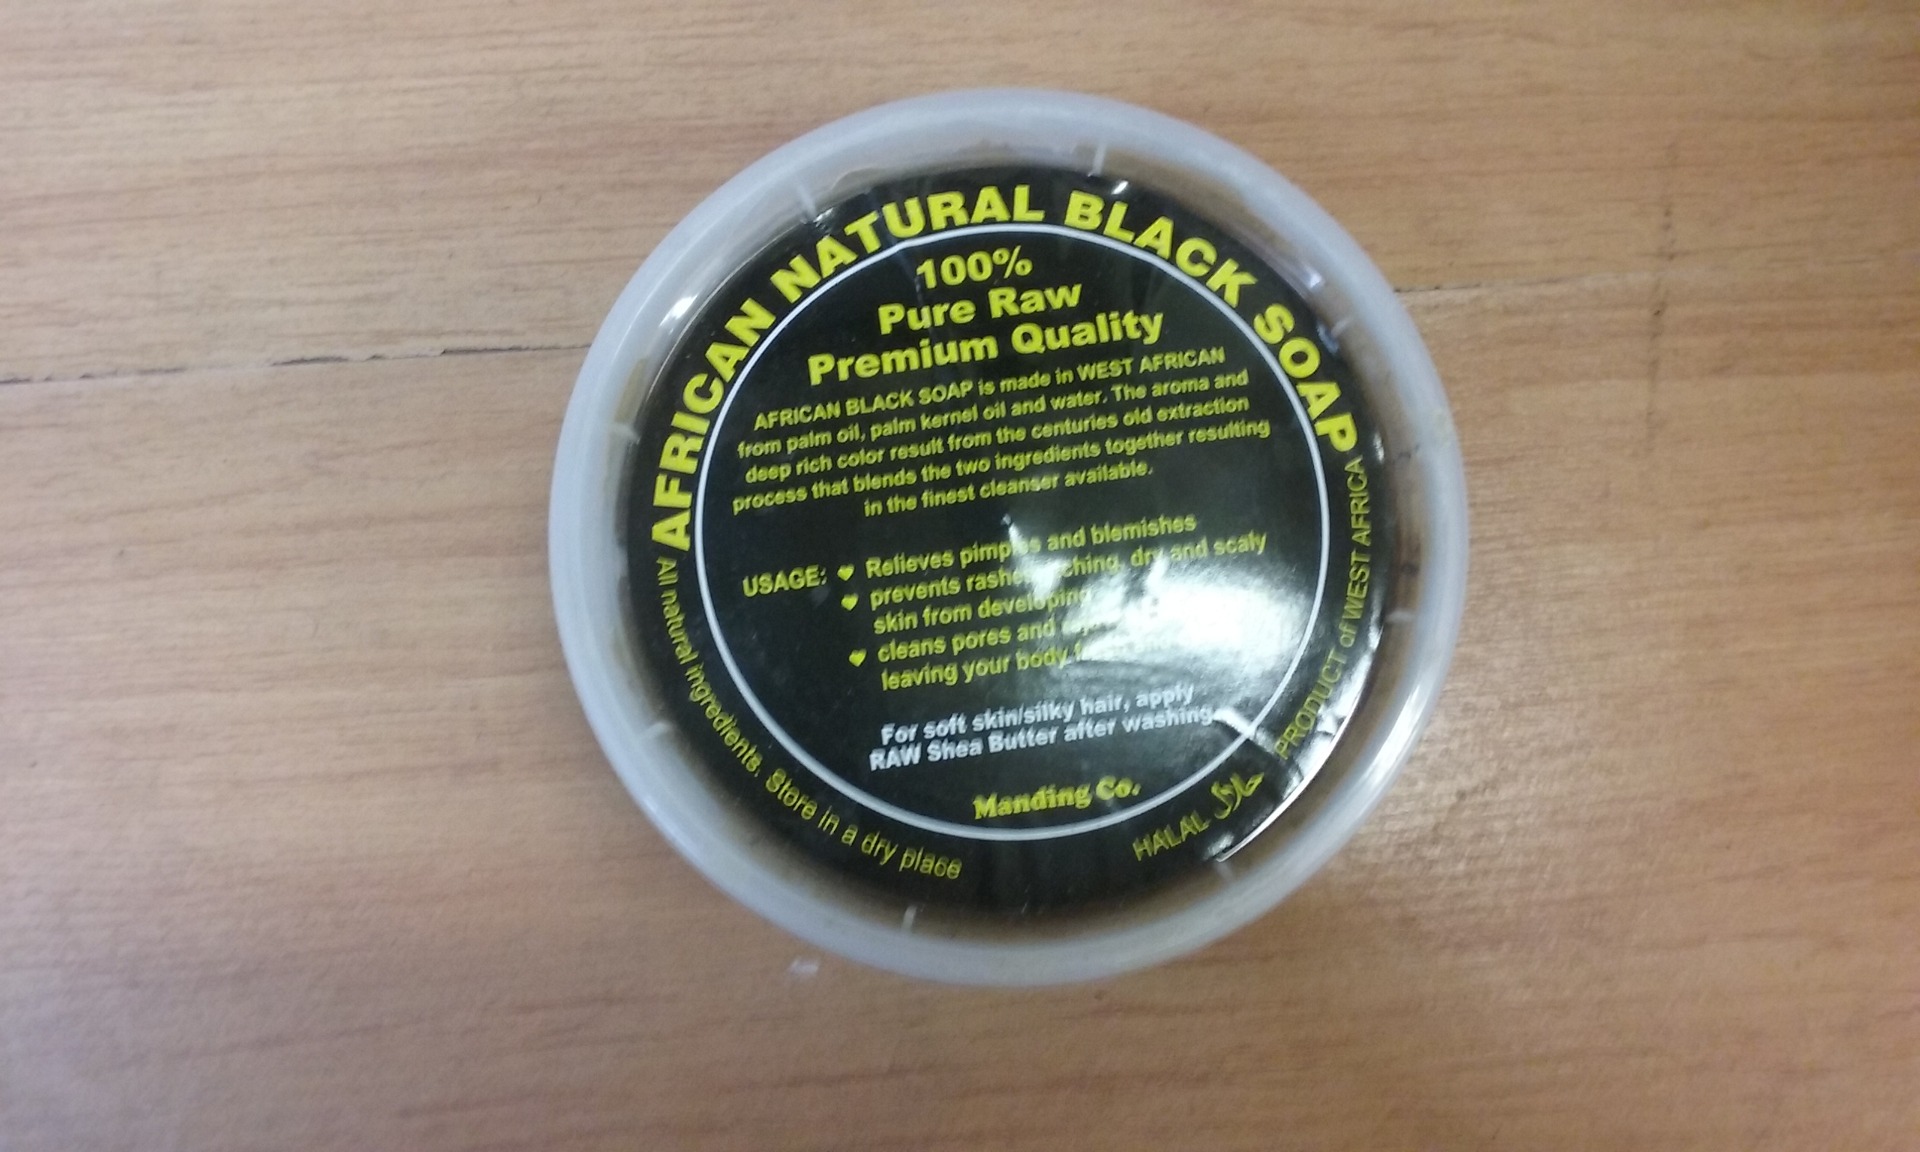 AFRICAN NATURAL BLACK SOAP
100%
Pure Raw
Premium Quality
AFRICAN BLACK SOAP is made in WEST AFRICAN
from palm oil, palm kernel oil and water. The aroma and
deep rich color result from the centuries old extraction
process that blends the two ingredients together resulting
in the finest cleanser available.
USAGE: Relieves pimples and blemishes
prevents rashes, itching, dry and scaly
skin from developing
cleans pores and
leaving your body
For soft skin/silky hair, apply
RAW Shea Butter after washing
Manding Co.
All natural ingredients. Store in a dry place
HALAL حلال
PRODUCT of WEST AFRICA